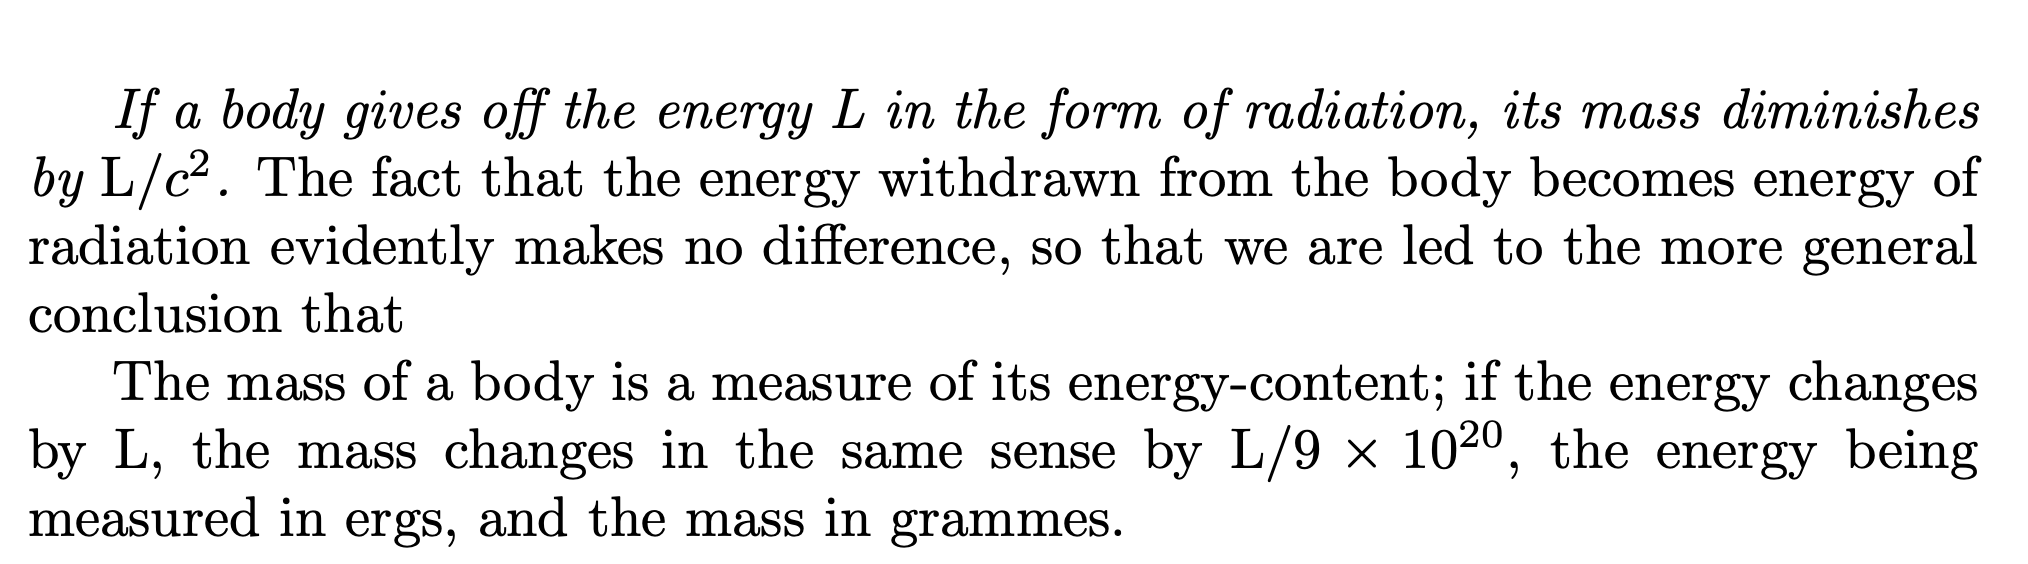 If a body gives off the energy L in the form of radiation, its mass diminishes
by L/c². The fact that the energy withdrawn from the body becomes energy of
radiation evidently makes no difference, so that we are led to the more general
conclusion that
The mass of a body is a measure of its energy-content; if the energy changes
by L, the mass changes in the same sense by L/9 × 10²⁰, the energy being
measured in ergs, and the mass in grammes.